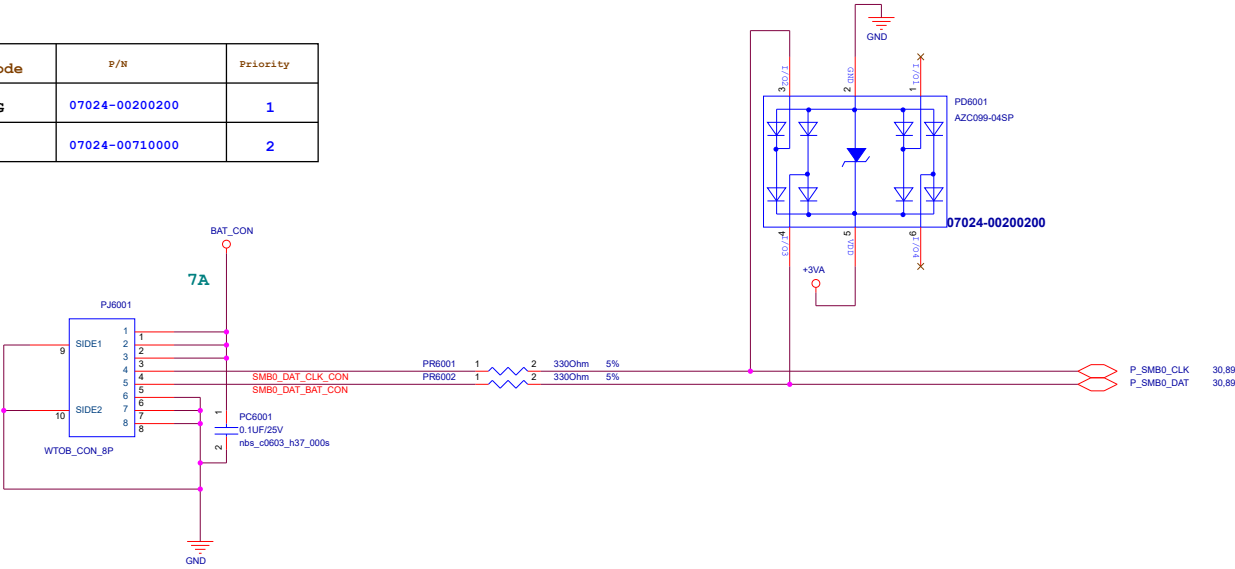 ode P/N Priority
G 07024-00200200 1
07024-00710000 2
GND
I/O2 GND I/O1
3 2 1
PD6001
AZC099-04SP
07024-00200200
4 5 6
I/O3 VDD I/O4
+3VA
BAT_CON
7A
PJ6001
SIDE1
SIDE2
9
10
1 1
2 2
3 3
4 4
5 5
6 6
7 7
8 8
WTOB_CON_8P
SMB0_DAT_CLK_CON
SMB0_DAT_BAT_CON
PR6001 1 2 330Ohm 5%
PR6002 1 2 330Ohm 5%
P_SMB0_CLK 30,89
P_SMB0_DAT 30,89
1
PC6001
0.1UF/25V
nbs_c0603_h37_000s
2
GND